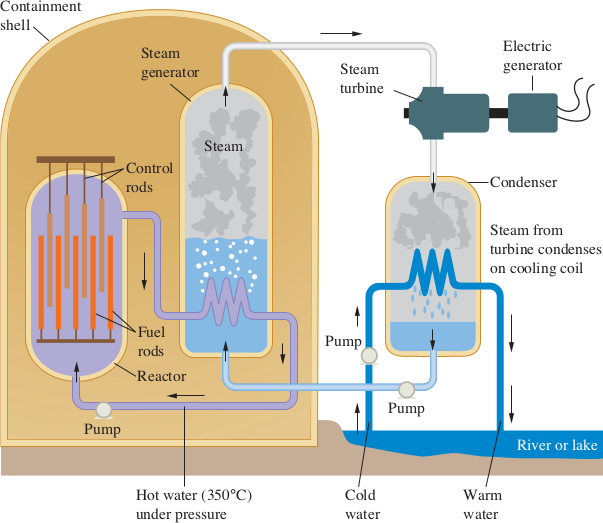 Containment
shell
Steam
generator
Steam
turbine
Electric
generator
Steam
Control
rods
Condenser
Steam from
turbine condenses
on cooling coil
Fuel
rods
Reactor
Pump
Pump
Pump
River or lake
Hot water (350°C)
under pressure
Cold
water
Warm
water